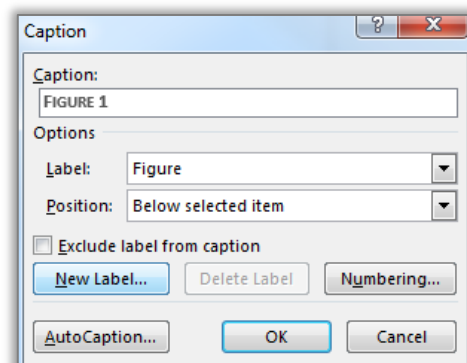 Caption
Caption:
FIGURE 1
Options
Label: Figure
Position: Below selected item
Exclude label from caption
New Label... Delete Label Numbering...
AutoCaption... OK Cancel